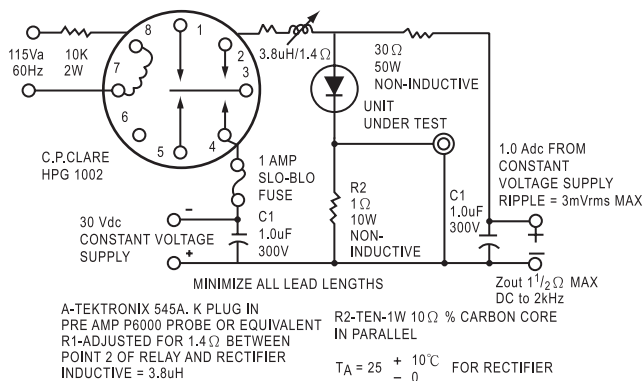 115Va
60Hz
10K
2W
8
1
2
7
3
6
5
4
C.P.CLARE
HPG 1002
3.8uH/1.4Ω
30Ω
50W
NON-INDUCTIVE
UNIT
UNDER TEST
1.0 Adc FROM
CONSTANT
VOLTAGE SUPPLY
RIPPLE = 3mVrms MAX
1 AMP
SLO-BLO
FUSE
R2
1Ω
10W
NON-
INDUCTIVE
C1
1.0uF
300V
30 Vdc
CONSTANT VOLTAGE
SUPPLY
−
+
C1
1.0uF
300V
+
−
Zout 1 1/2 Ω MAX
DC to 2kHz
MINIMIZE ALL LEAD LENGTHS
A-TEKTRONIX 545A. K PLUG IN
PRE AMP P6000 PROBE OR EQUIVALENT
R1-ADJUSTED FOR 1.4Ω BETWEEN
POINT 2 OF RELAY AND RECTIFIER
INDUCTIVE = 3.8uH
R2-TEN-1W 10Ω % CARBON CORE
IN PARALLEL
TA = 25 + 10℃ FOR RECTIFIER
− 0